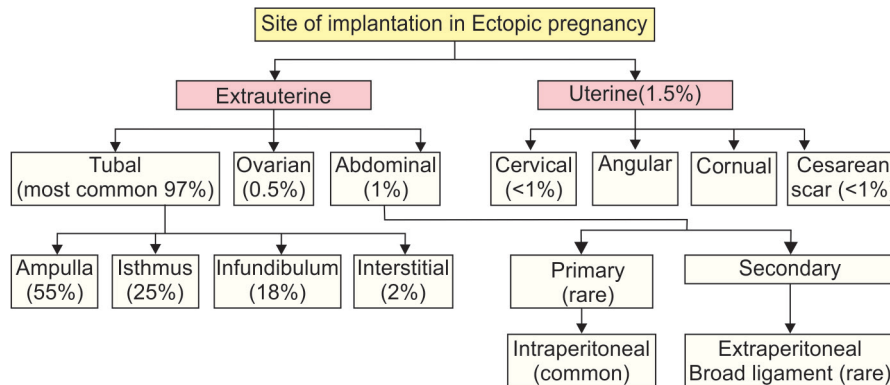 Site of implantation in Ectopic pregnancy
Extrauterine
Uterine(1.5%)
Tubal
(most common 97%)
Ovarian
(0.5%)
Abdominal
(1%)
Cervical
(<1%)
Angular
Cornual
Cesarean
scar (<1%
Ampulla
(55%)
Isthmus
(25%)
Infundibulum
(18%)
Interstitial
(2%)
Primary
(rare)
Secondary
Intraperitoneal
(common)
Extraperitoneal
Broad ligament (rare)